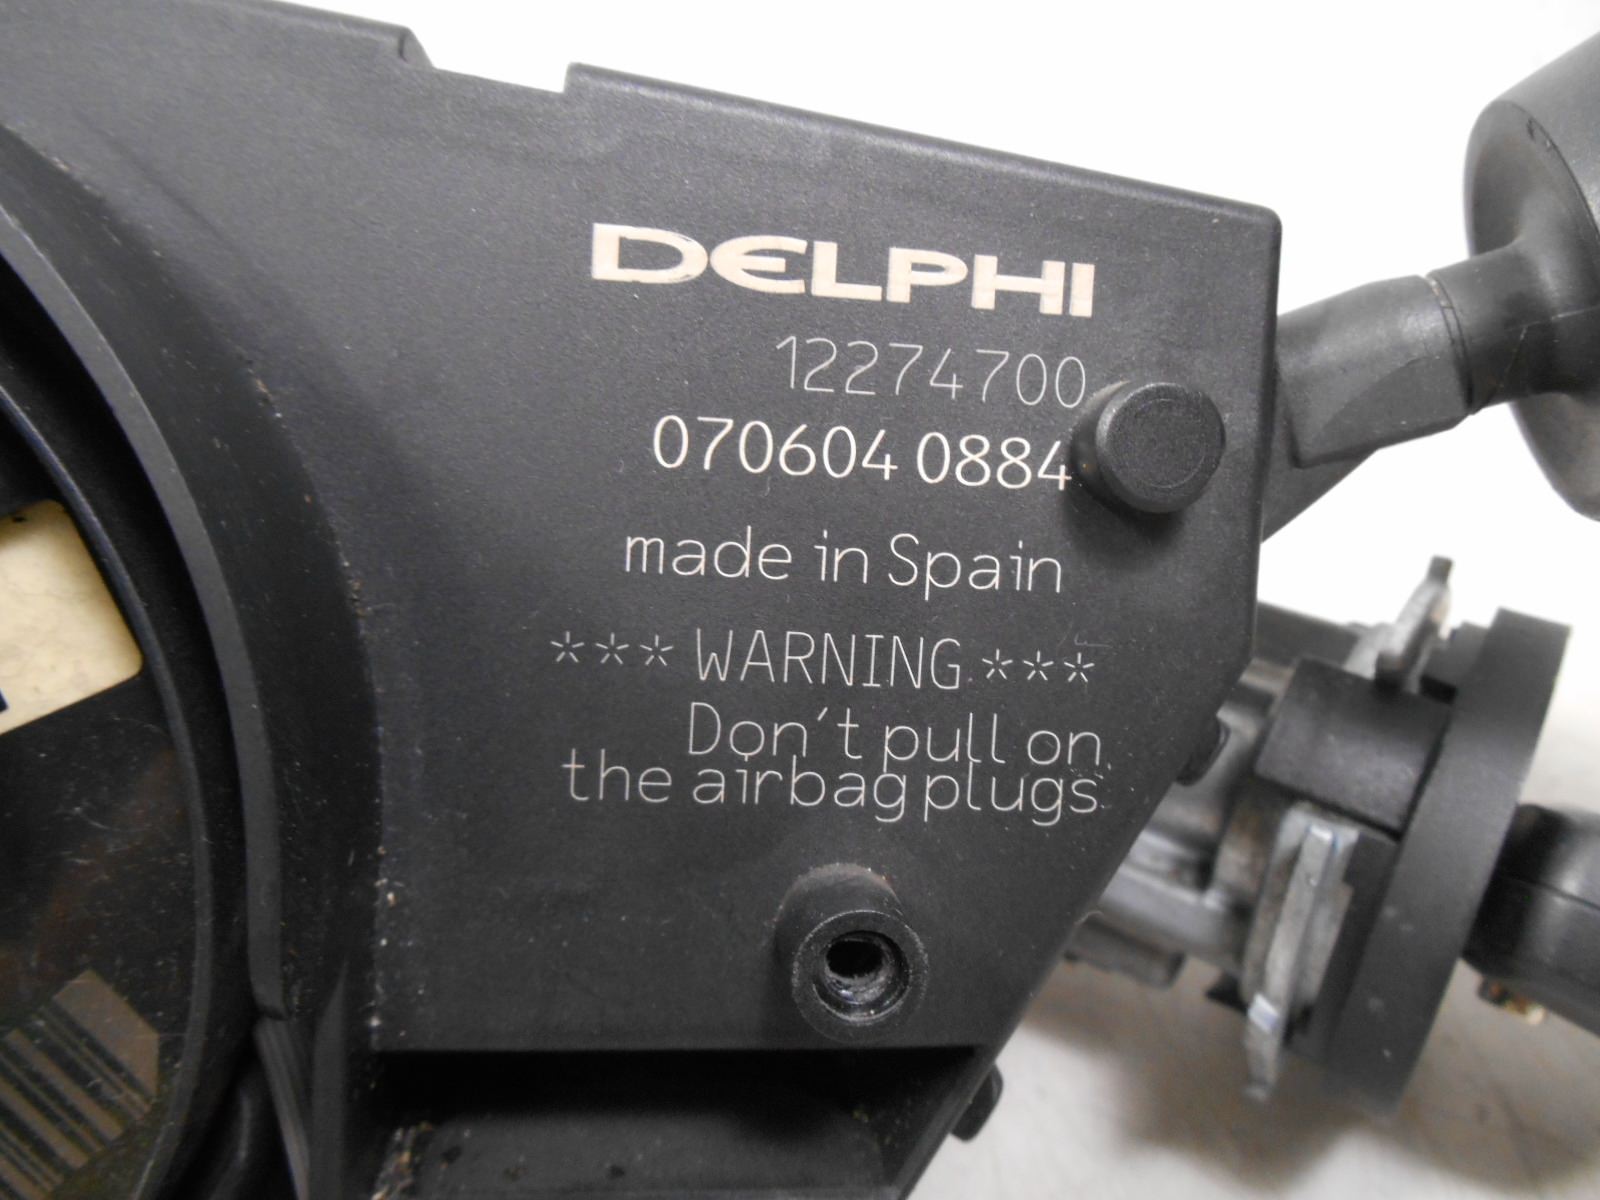 DELPHI
12274700
070604 0884
made in Spain
*** WARNING ***
Don't pull on
the airbag plugs